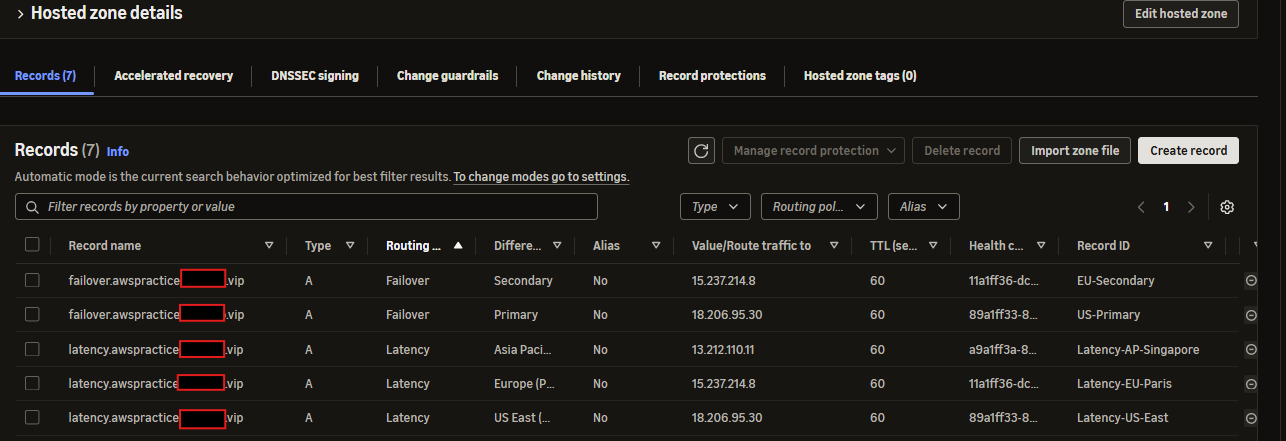 Hosted zone details Edit hosted zone
Records (7) Accelerated recovery DNSSEC signing Change guardrails Change history Record protections Hosted zone tags (0)
Records (7) Info Manage record protection Delete record Import zone file Create record
Automatic mode is the current search behavior optimized for best filter results. To change modes go to settings.
Filter records by property or value Type Routing pol... Alias 1
Record name Type Routing ... Differe... Alias Value/Route traffic to TTL (se... Health c... Record ID
failover.awspractice .vip A Failover Secondary No 15.237.214.8 60 11a1ff36-dc... EU-Secondary
failover.awspractice .vip A Failover Primary No 18.206.95.30 60 89a1ff33-8... US-Primary
latency.awspractice .vip A Latency Asia Paci... No 13.212.110.11 60 a9a1ff3a-8... Latency-AP-Singapore
latency.awspractice .vip A Latency Europe (P... No 15.237.214.8 60 11a1ff36-dc... Latency-EU-Paris
latency.awspractice .vip A Latency US East (... No 18.206.95.30 60 89a1ff33-8... Latency-US-East